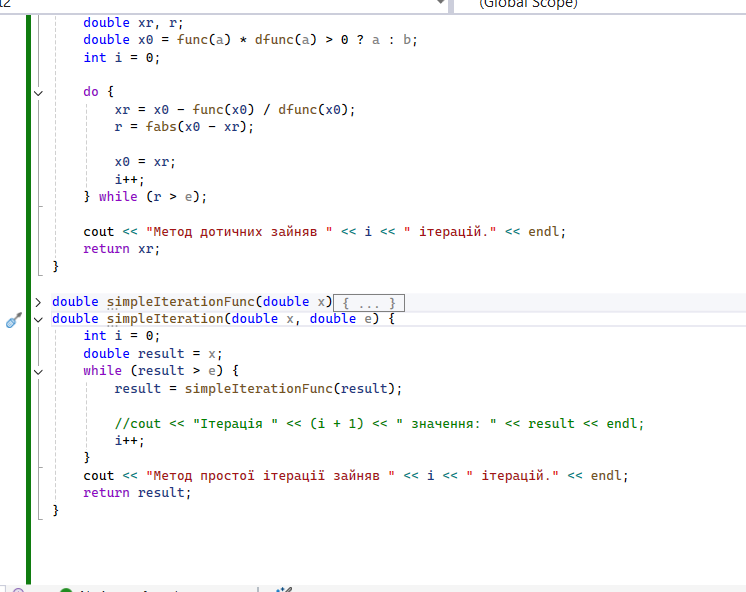 (Global Scope)
double xr, r;
double x0 = func(a) * dfunc(a) > 0 ? a : b;
int i = 0;
do {
xr = x0 - func(x0) / dfunc(x0);
r = fabs(x0 - xr);
x0 = xr;
i++;
} while (r > e);
cout << "Метод дотичних зайняв " << i << " ітерацій." << endl;
return xr;
}
double simpleIterationFunc(double x){ ... }
double simpleIteration(double x, double e) {
int i = 0;
double result = x;
while (result > e) {
result = simpleIterationFunc(result);
//cout << "Ітерація " << (i + 1) << " значення: " << result << endl;
i++;
}
cout << "Метод простої ітерації зайняв " << i << " ітерацій." << endl;
return result;
}